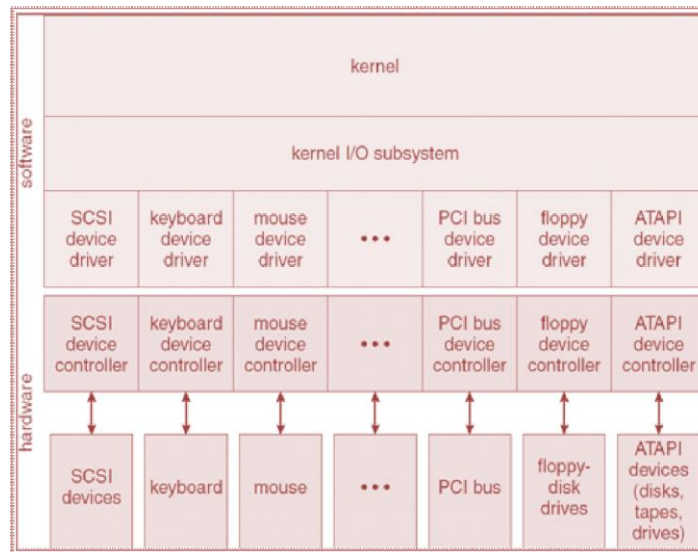 software
kernel
kernel I/O subsystem
SCSI
device
driver
keyboard
device
driver
mouse
device
driver
•••
PCI bus
device
driver
floppy
device
driver
ATAPI
device
driver
hardware
SCSI
device
controller
keyboard
device
controller
mouse
device
controller
•••
PCI bus
device
controller
floppy
device
controller
ATAPI
device
controller
SCSI
devices
keyboard
mouse
•••
PCI bus
floppy-
disk
drives
ATAPI
devices
(disks,
tapes,
drives)